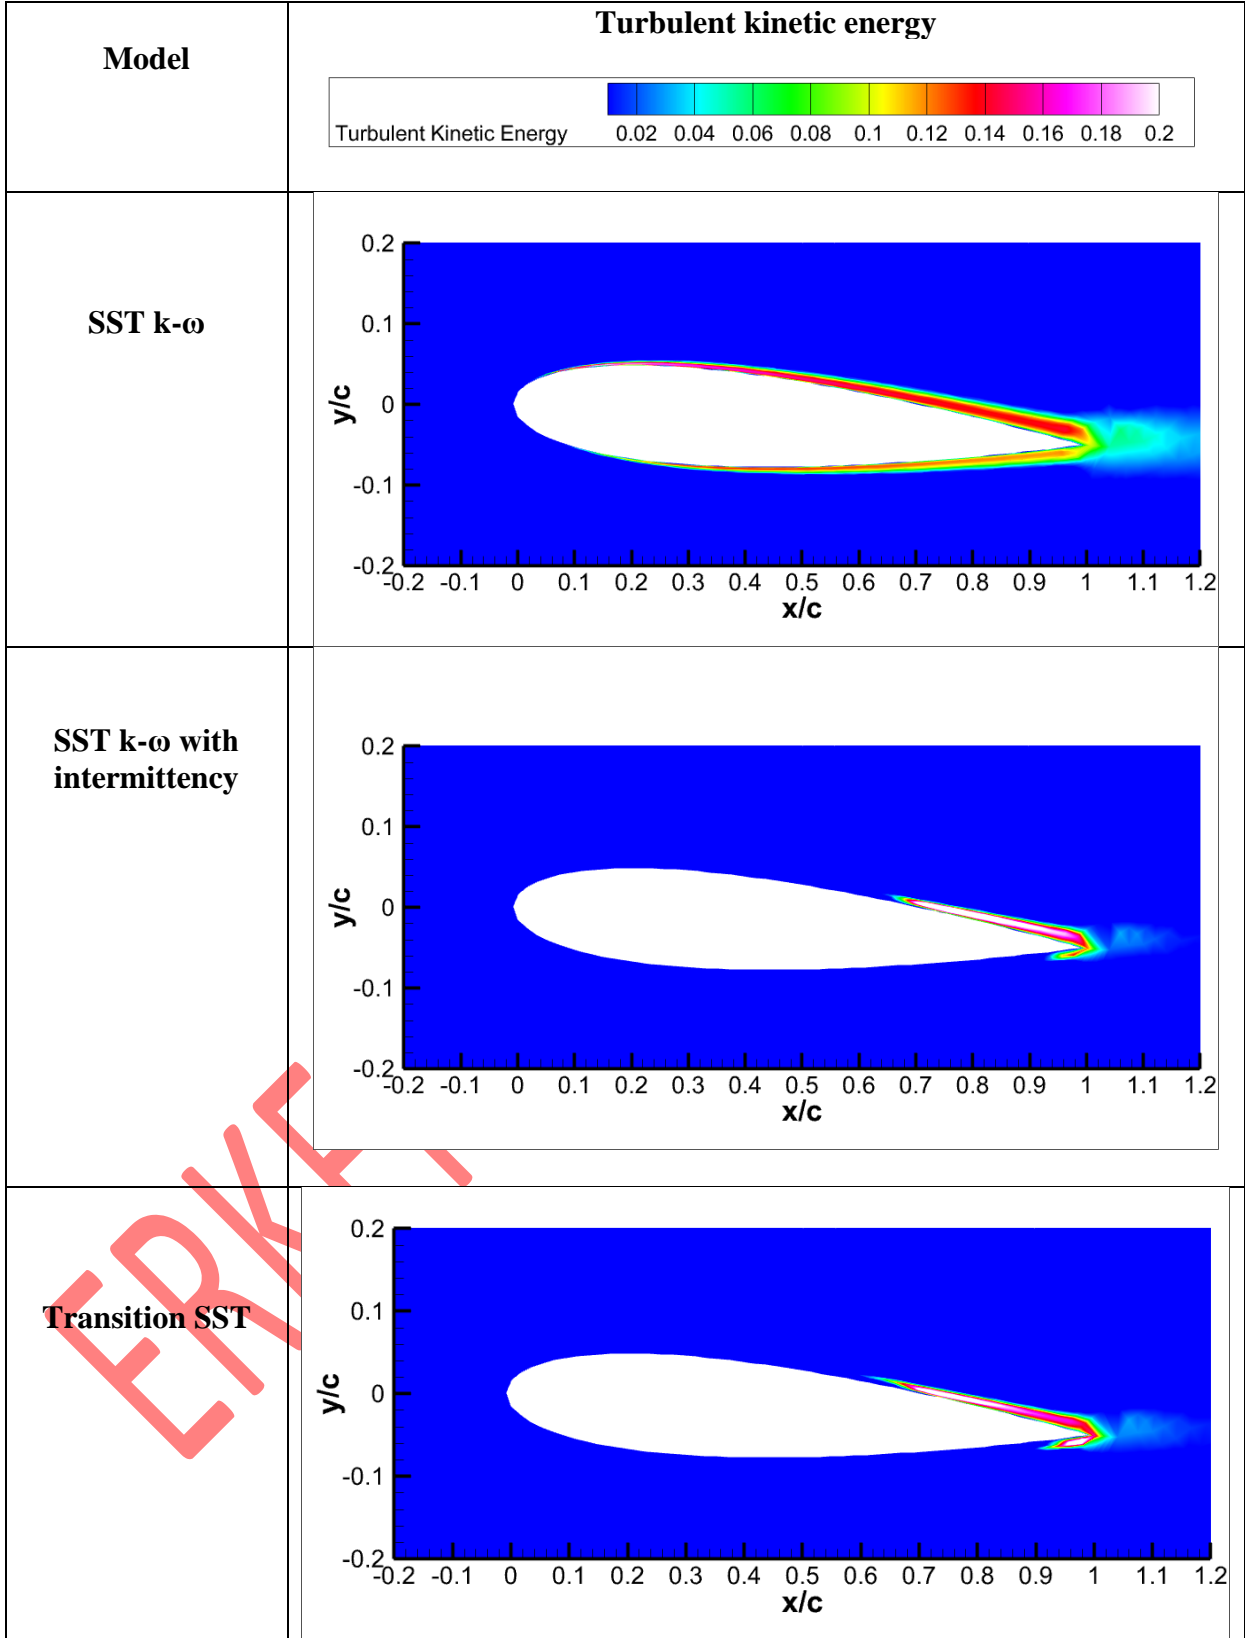 Model
Turbulent kinetic energy
Turbulent Kinetic Energy
0.02 0.04 0.06 0.08 0.1 0.12 0.14 0.16 0.18 0.2
SST k-ω
0.2
0.1
0
-0.1
-0.2
y/c
-0.2 -0.1 0 0.1 0.2 0.3 0.4 0.5 0.6 0.7 0.8 0.9 1 1.1 1.2
x/c
SST k-ω with
intermittency
0.2
0.1
0
-0.1
-0.2
y/c
-0.2 -0.1 0 0.1 0.2 0.3 0.4 0.5 0.6 0.7 0.8 0.9 1 1.1 1.2
x/c
Transition SST
0.2
0.1
0
-0.1
-0.2
y/c
-0.2 -0.1 0 0.1 0.2 0.3 0.4 0.5 0.6 0.7 0.8 0.9 1 1.1 1.2
x/c